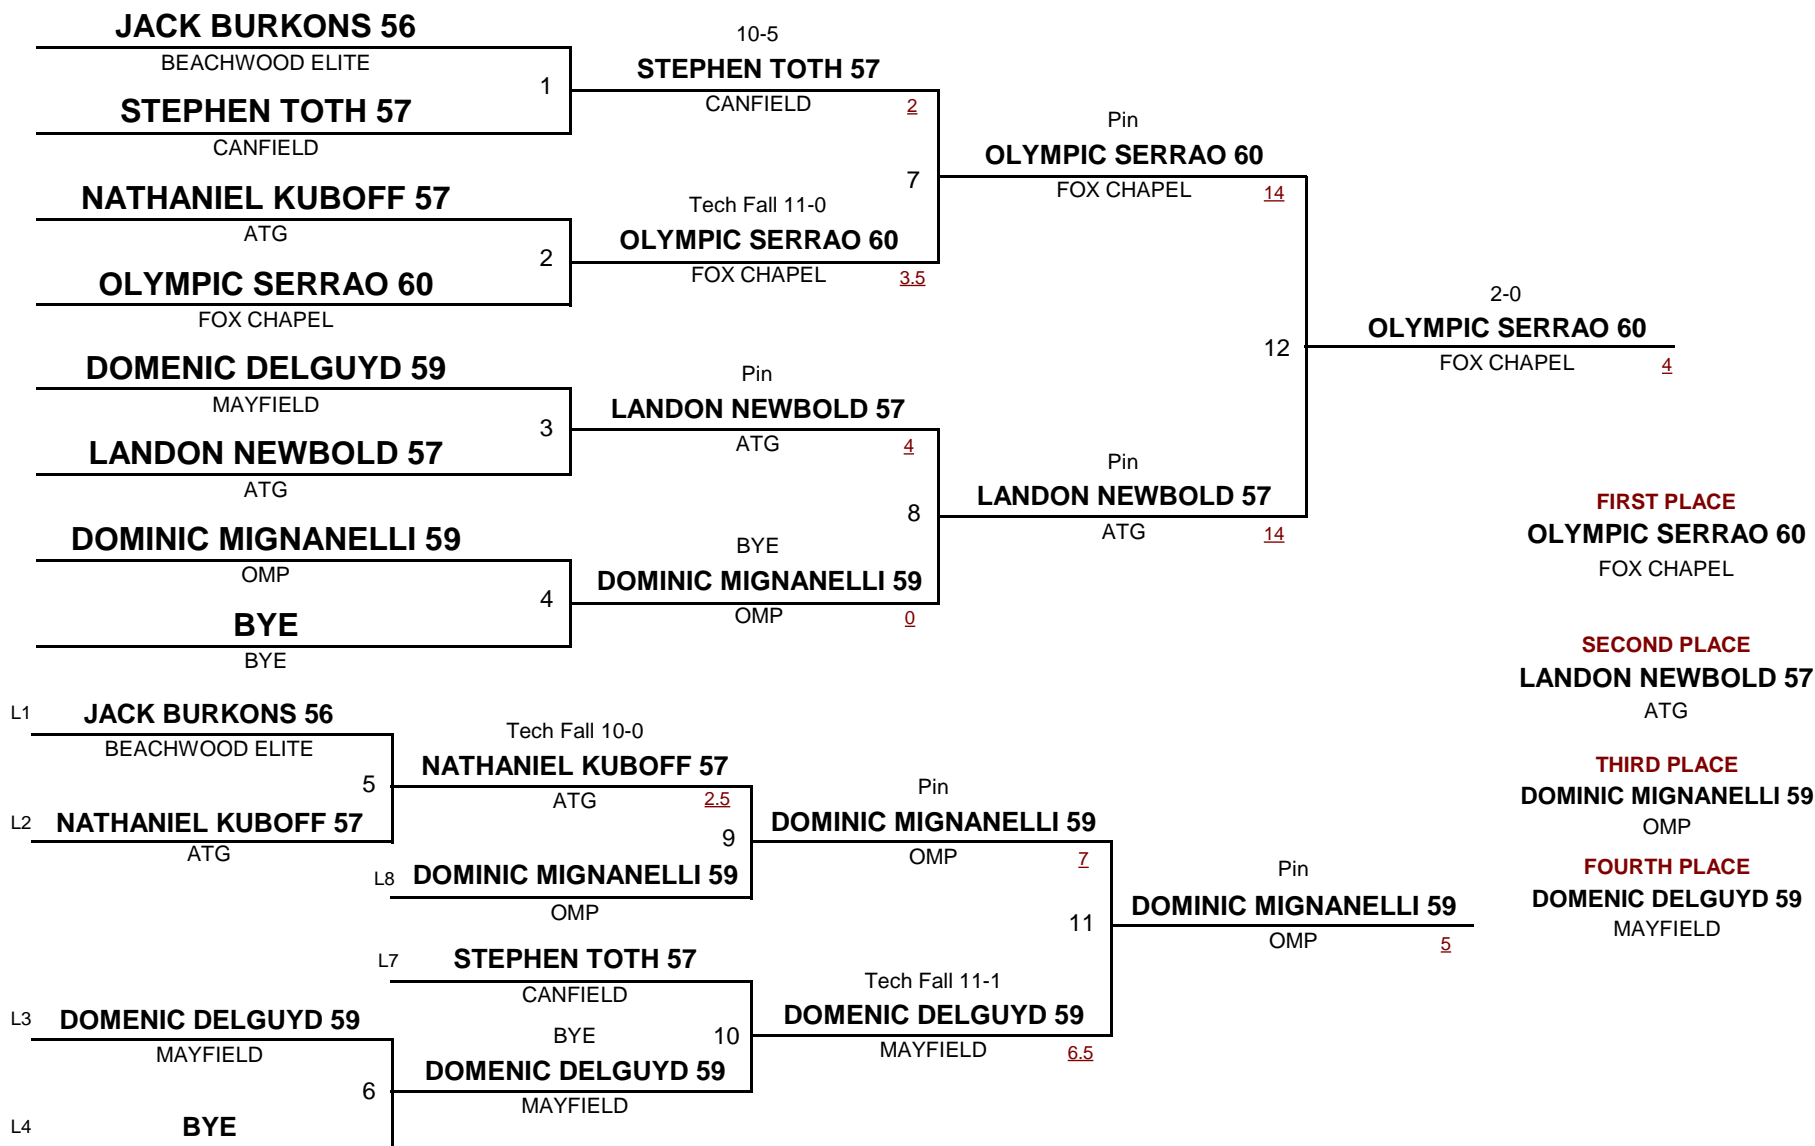 JACK BURKONS 56
BEACHWOOD ELITE
1
STEPHEN TOTH 57
CANFIELD
10-5
STEPHEN TOTH 57
CANFIELD
2
NATHANIEL KUBOFF 57
ATG
2
OLYMPIC SERRAO 60
FOX CHAPEL
Tech Fall 11-0
OLYMPIC SERRAO 60
FOX CHAPEL
3.5
7
Pin
OLYMPIC SERRAO 60
FOX CHAPEL
14
DOMENIC DELGUYD 59
MAYFIELD
3
LANDON NEWBOLD 57
ATG
Pin
LANDON NEWBOLD 57
ATG
4
DOMINIC MIGNANELLI 59
OMP
4
BYE
BYE
BYE
DOMINIC MIGNANELLI 59
OMP
0
8
Pin
LANDON NEWBOLD 57
ATG
14
12
2-0
OLYMPIC SERRAO 60
FOX CHAPEL
4
FIRST PLACE
OLYMPIC SERRAO 60
FOX CHAPEL
SECOND PLACE
LANDON NEWBOLD 57
ATG
THIRD PLACE
DOMINIC MIGNANELLI 59
OMP
FOURTH PLACE
DOMENIC DELGUYD 59
MAYFIELD
L1 JACK BURKONS 56
BEACHWOOD ELITE
5
L2 NATHANIEL KUBOFF 57
ATG
Tech Fall 10-0
NATHANIEL KUBOFF 57
ATG
2.5
9
L8 DOMINIC MIGNANELLI 59
OMP
Pin
DOMINIC MIGNANELLI 59
OMP
7
L7 STEPHEN TOTH 57
CANFIELD
L3 DOMENIC DELGUYD 59
MAYFIELD
6
L4 BYE
BYE
10
DOMENIC DELGUYD 59
MAYFIELD
Tech Fall 11-1
DOMENIC DELGUYD 59
MAYFIELD
6.5
11
Pin
DOMINIC MIGNANELLI 59
OMP
5